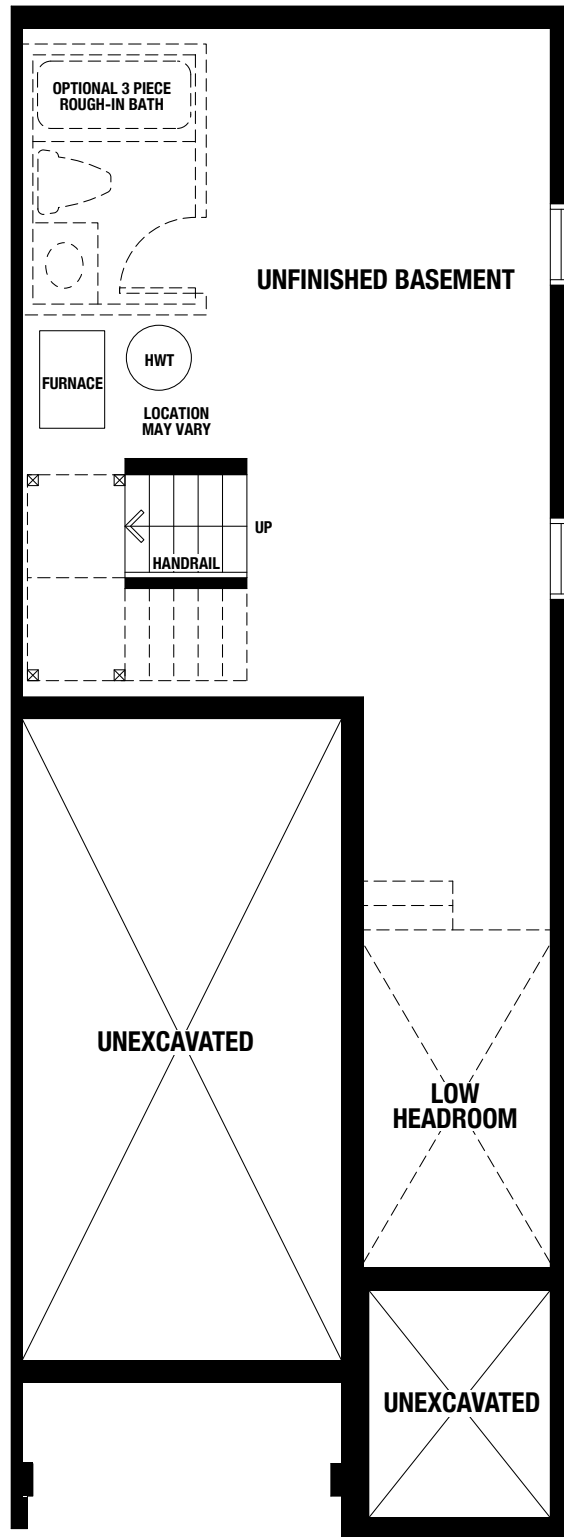 OPTIONAL 3 PIECE
ROUGH-IN BATH
UNFINISHED BASEMENT
HWT
FURNACE
LOCATION
MAY VARY
UP
HANDRAIL
UNEXCAVATED
LOW
HEADROOM
UNEXCAVATED